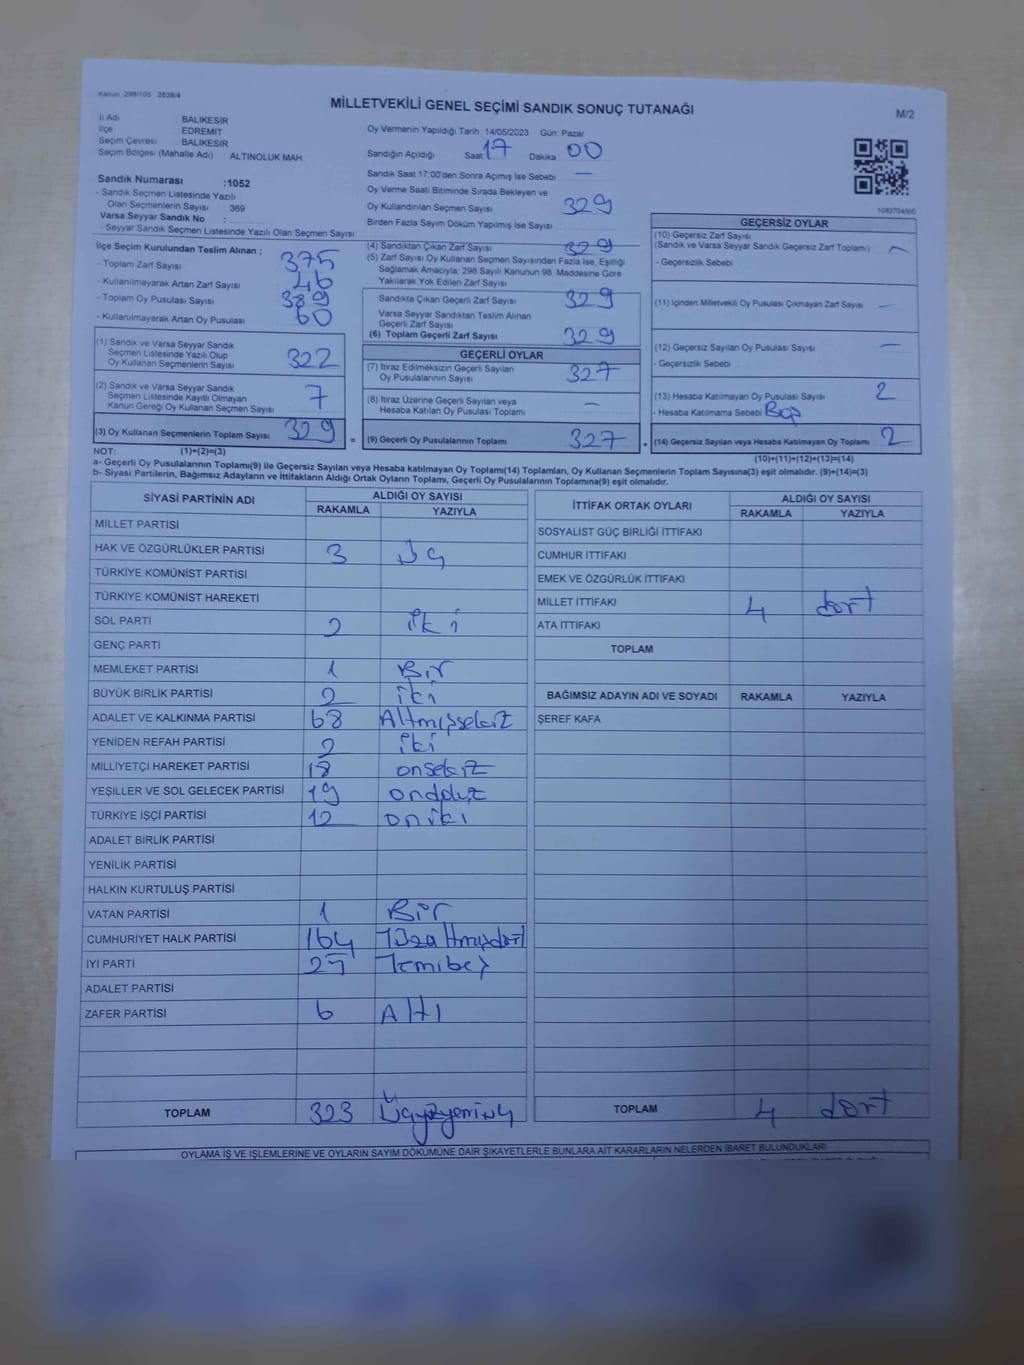 Kanun: 298/105 2839/4
MİLLETVEKİLİ GENEL SEÇİMİ SANDIK SONUÇ TUTANAĞI
M/2
İl Adı : BALIKESİR
İlçe : EDREMİT
Seçim Çevresi : BALIKESİR
Seçim Bölgesi (Mahalle Adı) : ALTINOLUK MAH.
Sandık Numarası :1052
- Sandık Seçmen Listesinde Yazılı
Olan Seçmenlerin Sayısı : 369
Varsa Seyyar Sandık No :
- Seyyar Sandık Seçmen Listesinde Yazılı Olan Seçmen Sayısı :
Oy Vermenin Yapıldığı Tarih 14/05/2023 Gün: Pazar
Sandığın Açıldığı Saat 17 Dakika 00
Sandık Saat 17:00'den Sonra Açımış İse Sebebi —
Oy Verme Saati Bitiminde Sırada Bekleyen ve
Oy Kullandırılan Seçmen Sayısı 329
Birden Fazla Sayım Döküm Yapılmış İse Sayısı
İlçe Seçim Kurulundan Teslim Alınan ;
- Toplam Zarf Sayısı 375
- Kullanılmayarak Artan Zarf Sayısı 46
- Toplam Oy Pusulası Sayısı 389
- Kullanılmayarak Artan Oy Pusulası 60
(4) Sandıktan Çıkan Zarf Sayısı 329
(5) Zarf Sayısı Oy Kullanan Seçmen Sayısından Fazla İse, Eşitliği
Sağlamak Amacıyla; 298 Sayılı Kanunun 98. Maddesine Göre
Yakılarak Yok Edilen Zarf Sayısı
Sandıkta Çıkan Geçerli Zarf Sayısı 329
Varsa Seyyar Sandıktan Teslim Alınan
Geçerli Zarf Sayısı
(6) Toplam Geçerli Zarf Sayısı 329
1082704560
GEÇERSİZ OYLAR
(10) Geçersiz Zarf Sayısı
(Sandık ve Varsa Seyyar Sandık Geçersiz Zarf Toplamı) —
- Geçersizlik Sebebi
(11) İçinden Milletvekili Oy Pusulası Çıkmayan Zarf Sayısı —
(12) Geçersiz Sayılan Oy Pusulası Sayısı —
- Geçersizlik Sebebi
(13) Hesaba Katılmayan Oy Pusulası Sayısı 2
- Hesaba Katılmama Sebebi Boş
(14) Geçersiz Sayılan veya Hesaba Katılmayan Oy Toplamı 2
(10)+(11)+(12)+(13)=(14)
(1) Sandık ve Varsa Seyyar Sandık
Seçmen Listesinde Yazılı Olup
Oy Kullanan Seçmenlerin Sayısı 322
(2) Sandık ve Varsa Seyyar Sandık
Seçmen Listesinde Kayıtlı Olmayan
Kanun Gereği Oy Kullanan Seçmen Sayısı 7
(3) Oy Kullanan Seçmenlerin Toplam Sayısı 329 =
GEÇERLİ OYLAR
(7) İtiraz Edilmeksizin Geçerli Sayılan
Oy Pusulalarının Sayısı 327
(8) İtiraz Üzerine Geçerli Sayılan veya
Hesaba Katılan Oy Pusulası Toplamı —
(9) Geçerli Oy Pusulalarının Toplamı 327 +
NOT: (1)+(2)=(3)
a- Geçerli Oy Pusulalarının Toplamı(9) ile Geçersiz Sayılan veya Hesaba katılmayan Oy Toplamı(14) Toplamları, Oy Kullanan Seçmenlerin Toplam Sayısına(3) eşit olmalıdır. (9)+(14)=(3)
b- Siyasi Partilerin, Bağımsız Adayların ve İttifakların Aldığı Ortak Oyların Toplamı, Geçerli Oy Pusulalarının Toplamına(9) eşit olmalıdır.
SİYASİ PARTİNİN ADI ALDIĞI OY SAYISI
RAKAMLA YAZIYLA
MİLLET PARTİSİ
HAK VE ÖZGÜRLÜKLER PARTİSİ 3 Üç
TÜRKİYE KOMÜNİST PARTİSİ
TÜRKİYE KOMÜNİST HAREKETİ
SOL PARTİ 2 iki
GENÇ PARTİ
MEMLEKET PARTİSİ 1 Bir
BÜYÜK BİRLİK PARTİSİ 2 iki
ADALET VE KALKINMA PARTİSİ 68 Altmışsekiz
YENİDEN REFAH PARTİSİ 2 iki
MİLLİYETÇİ HAREKET PARTİSİ 18 onsekiz
YEŞİLLER VE SOL GELECEK PARTİSİ 19 ondokuz
TÜRKİYE İŞÇİ PARTİSİ 12 oniki
ADALET BİRLİK PARTİSİ
YENİLİK PARTİSİ
HALKIN KURTULUŞ PARTİSİ
VATAN PARTİSİ 1 Bir
CUMHURİYET HALK PARTİSİ 164 Yüzaltmışdört
İYİ PARTİ 25 Yirmibeş
ADALET PARTİSİ
ZAFER PARTİSİ 6 Altı
TOPLAM 323 Üçyüzyirmiüç
İTTİFAK ORTAK OYLARI ALDIĞI OY SAYISI
RAKAMLA YAZIYLA
SOSYALİST GÜÇ BİRLİĞİ İTTİFAKI
CUMHUR İTTİFAKI
EMEK VE ÖZGÜRLÜK İTTİFAKI
MİLLET İTTİFAKI 4 dört
ATA İTTİFAKI
TOPLAM
BAĞIMSIZ ADAYIN ADI VE SOYADI RAKAMLA YAZIYLA
ŞEREF KAFA
TOPLAM 4 dört
OYLAMA İŞ VE İŞLEMLERİNE VE OYLARIN SAYIM DÖKÜMÜNE DAİR ŞİKAYETLERLE BUNLARA AİT KARARLARIN NELERDEN İBARET BULUNDUKLARI